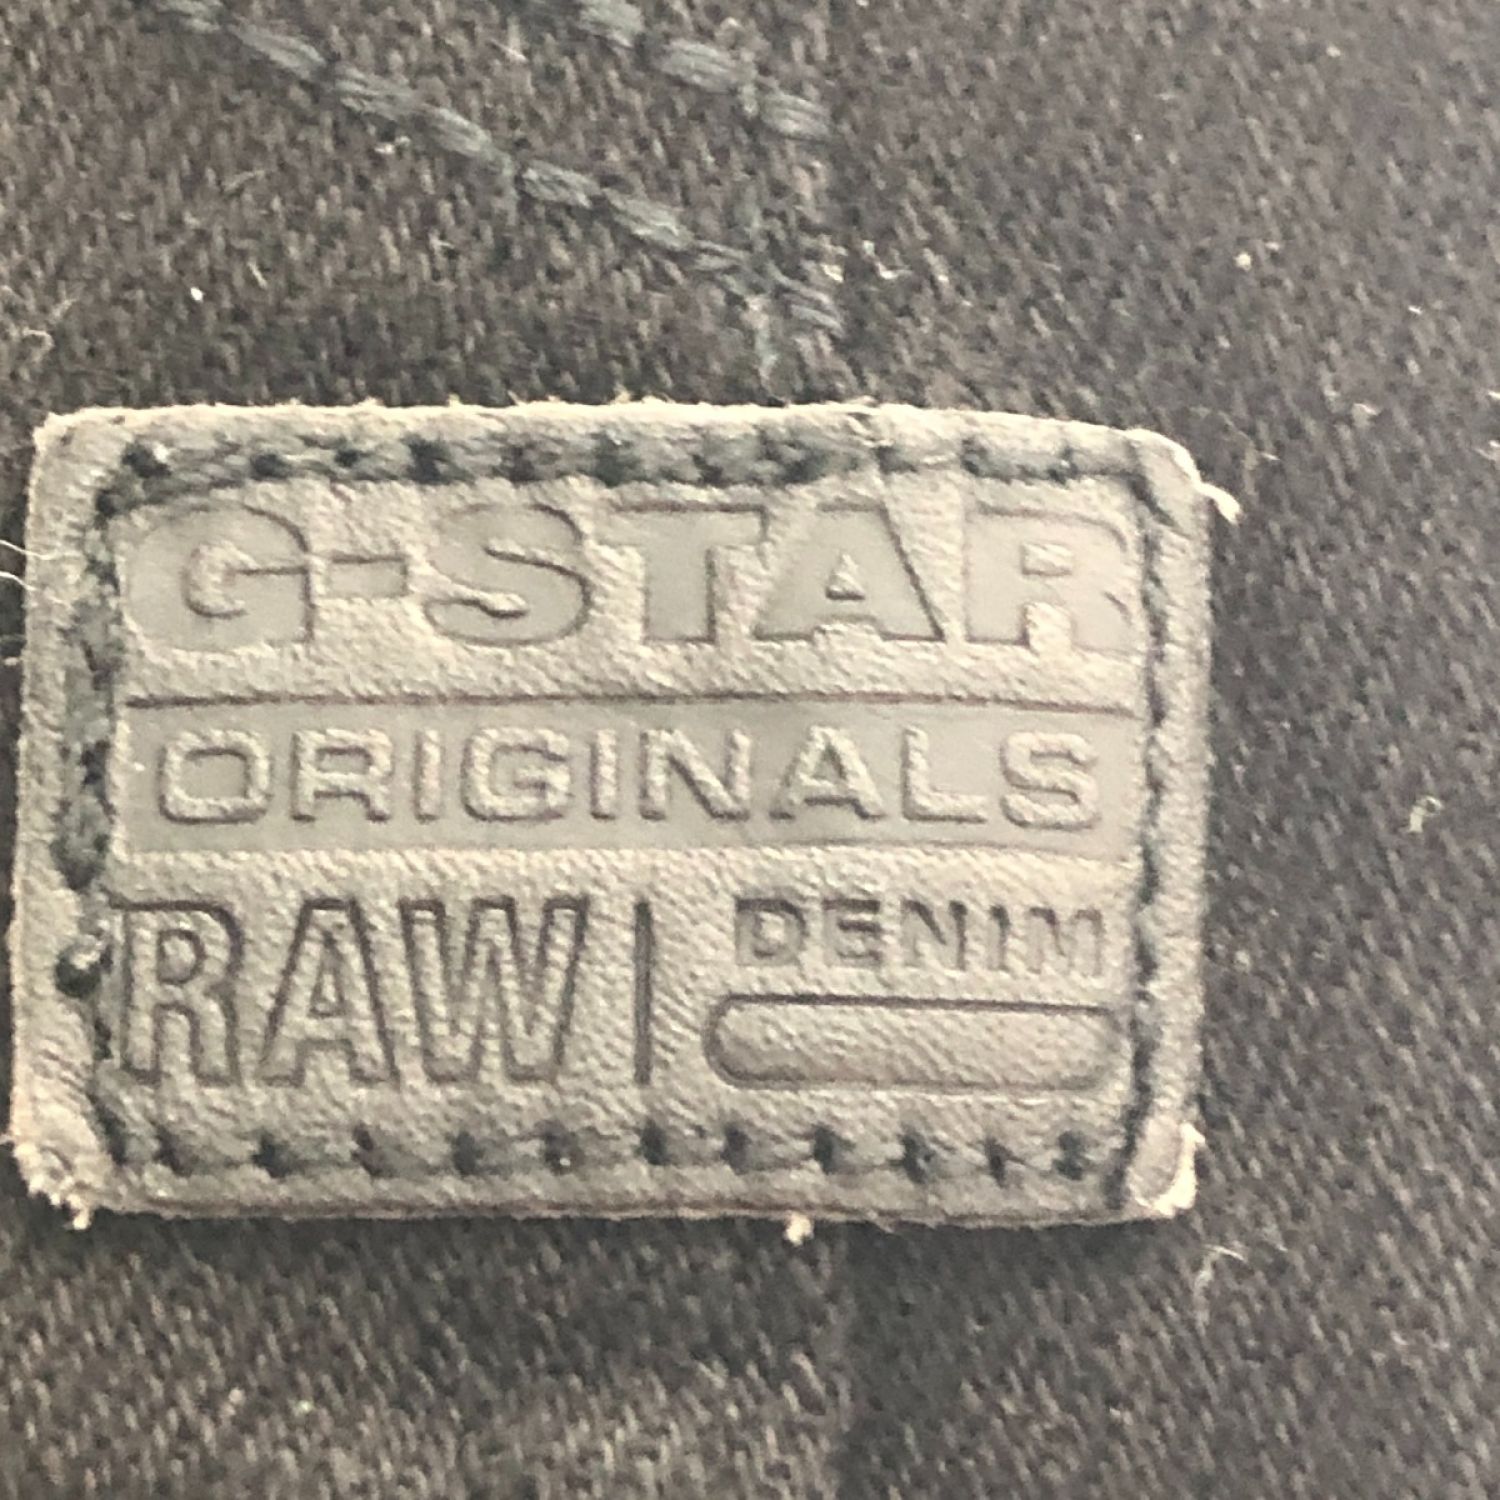 G-STAR
ORIGINALS
RAW | DENIM